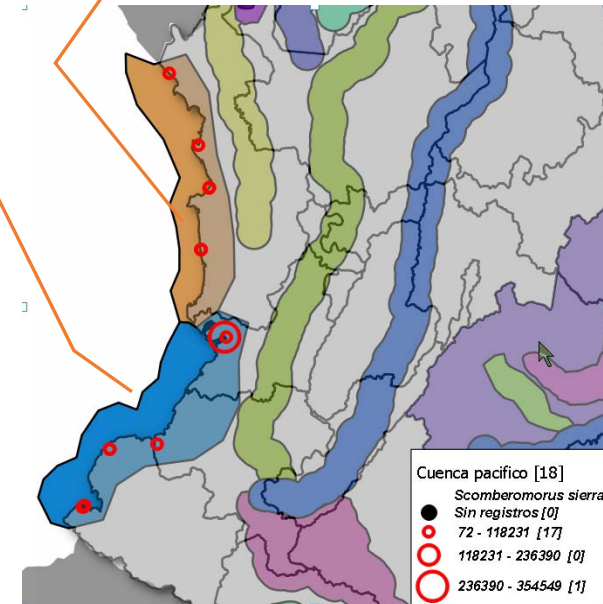 Cuenca pacifico [18]
Scomberomorus sierra
Sin registros [0]
72 - 118231 [17]
118231 - 236390 [0]
236390 - 354549 [1]